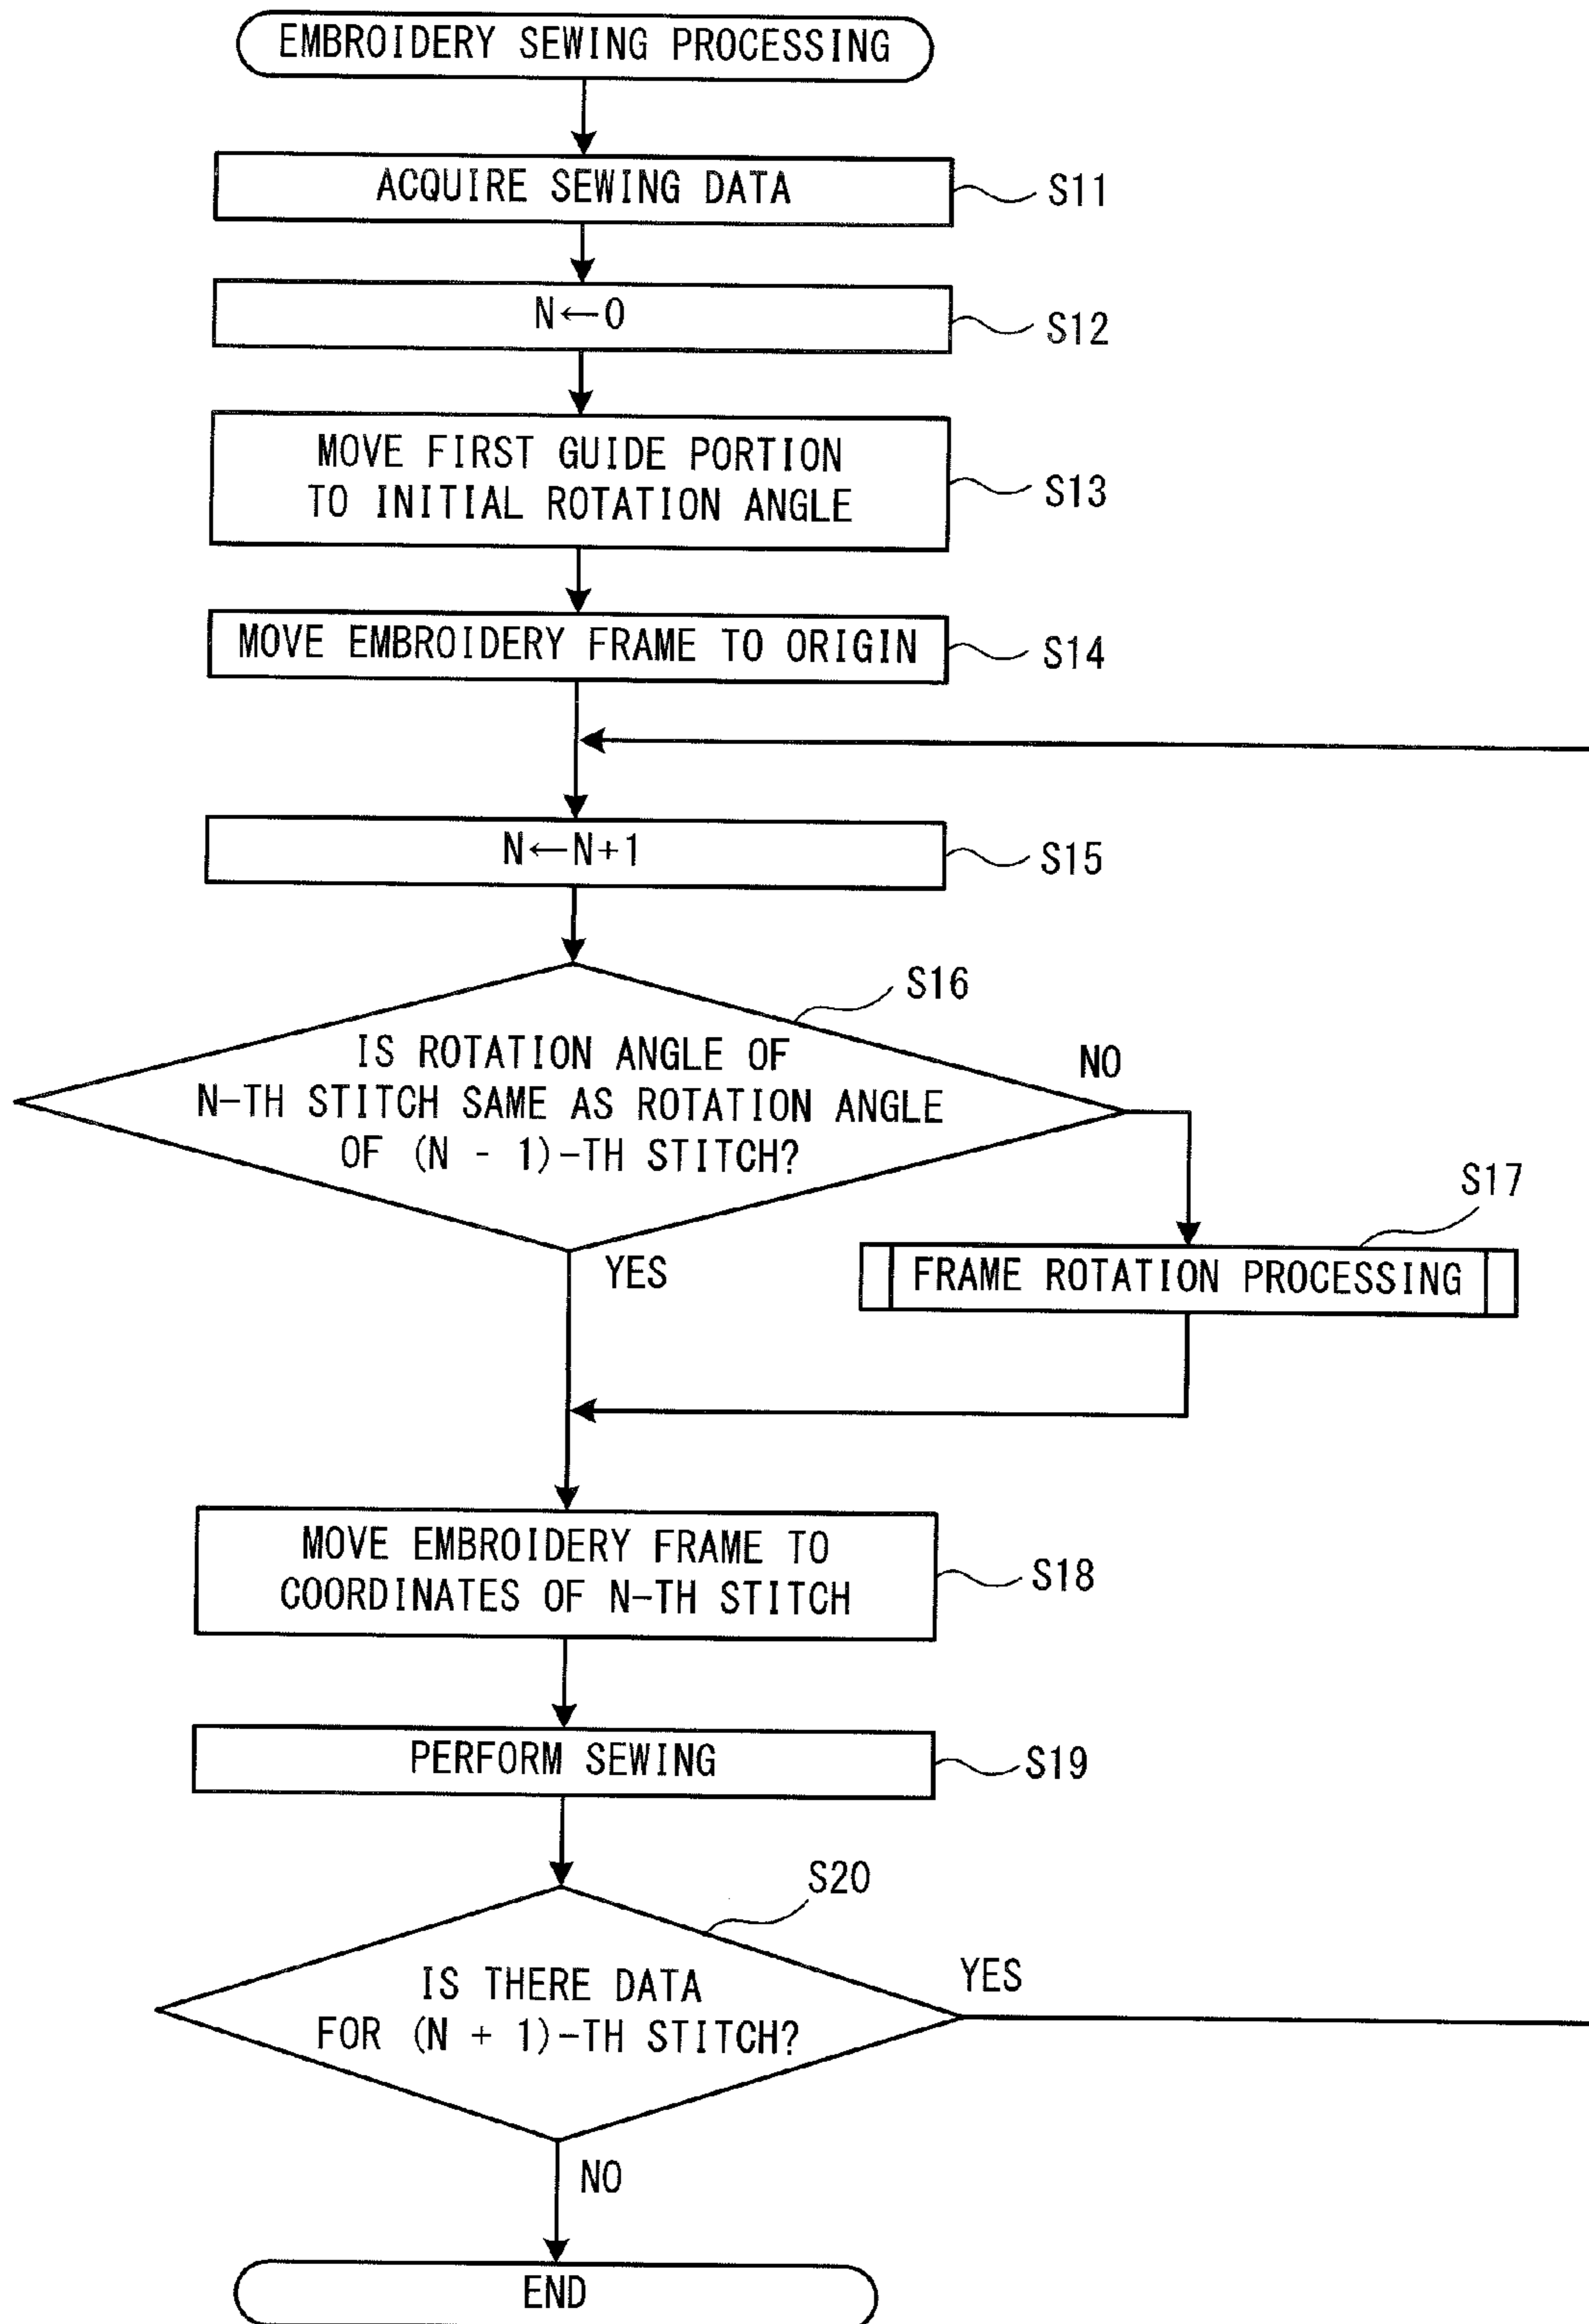 EMBROIDERY SEWING PROCESSING
ACQUIRE SEWING DATA
S11
N←0
S12
MOVE FIRST GUIDE PORTION
TO INITIAL ROTATION ANGLE
S13
MOVE EMBROIDERY FRAME TO ORIGIN
S14
N←N+1
S15
S16
IS ROTATION ANGLE OF
N-TH STITCH SAME AS ROTATION ANGLE
OF (N - 1)-TH STITCH?
NO
YES
S17
FRAME ROTATION PROCESSING
MOVE EMBROIDERY FRAME TO
COORDINATES OF N-TH STITCH
S18
PERFORM SEWING
S19
S20
IS THERE DATA
FOR (N + 1)-TH STITCH?
YES
NO
END